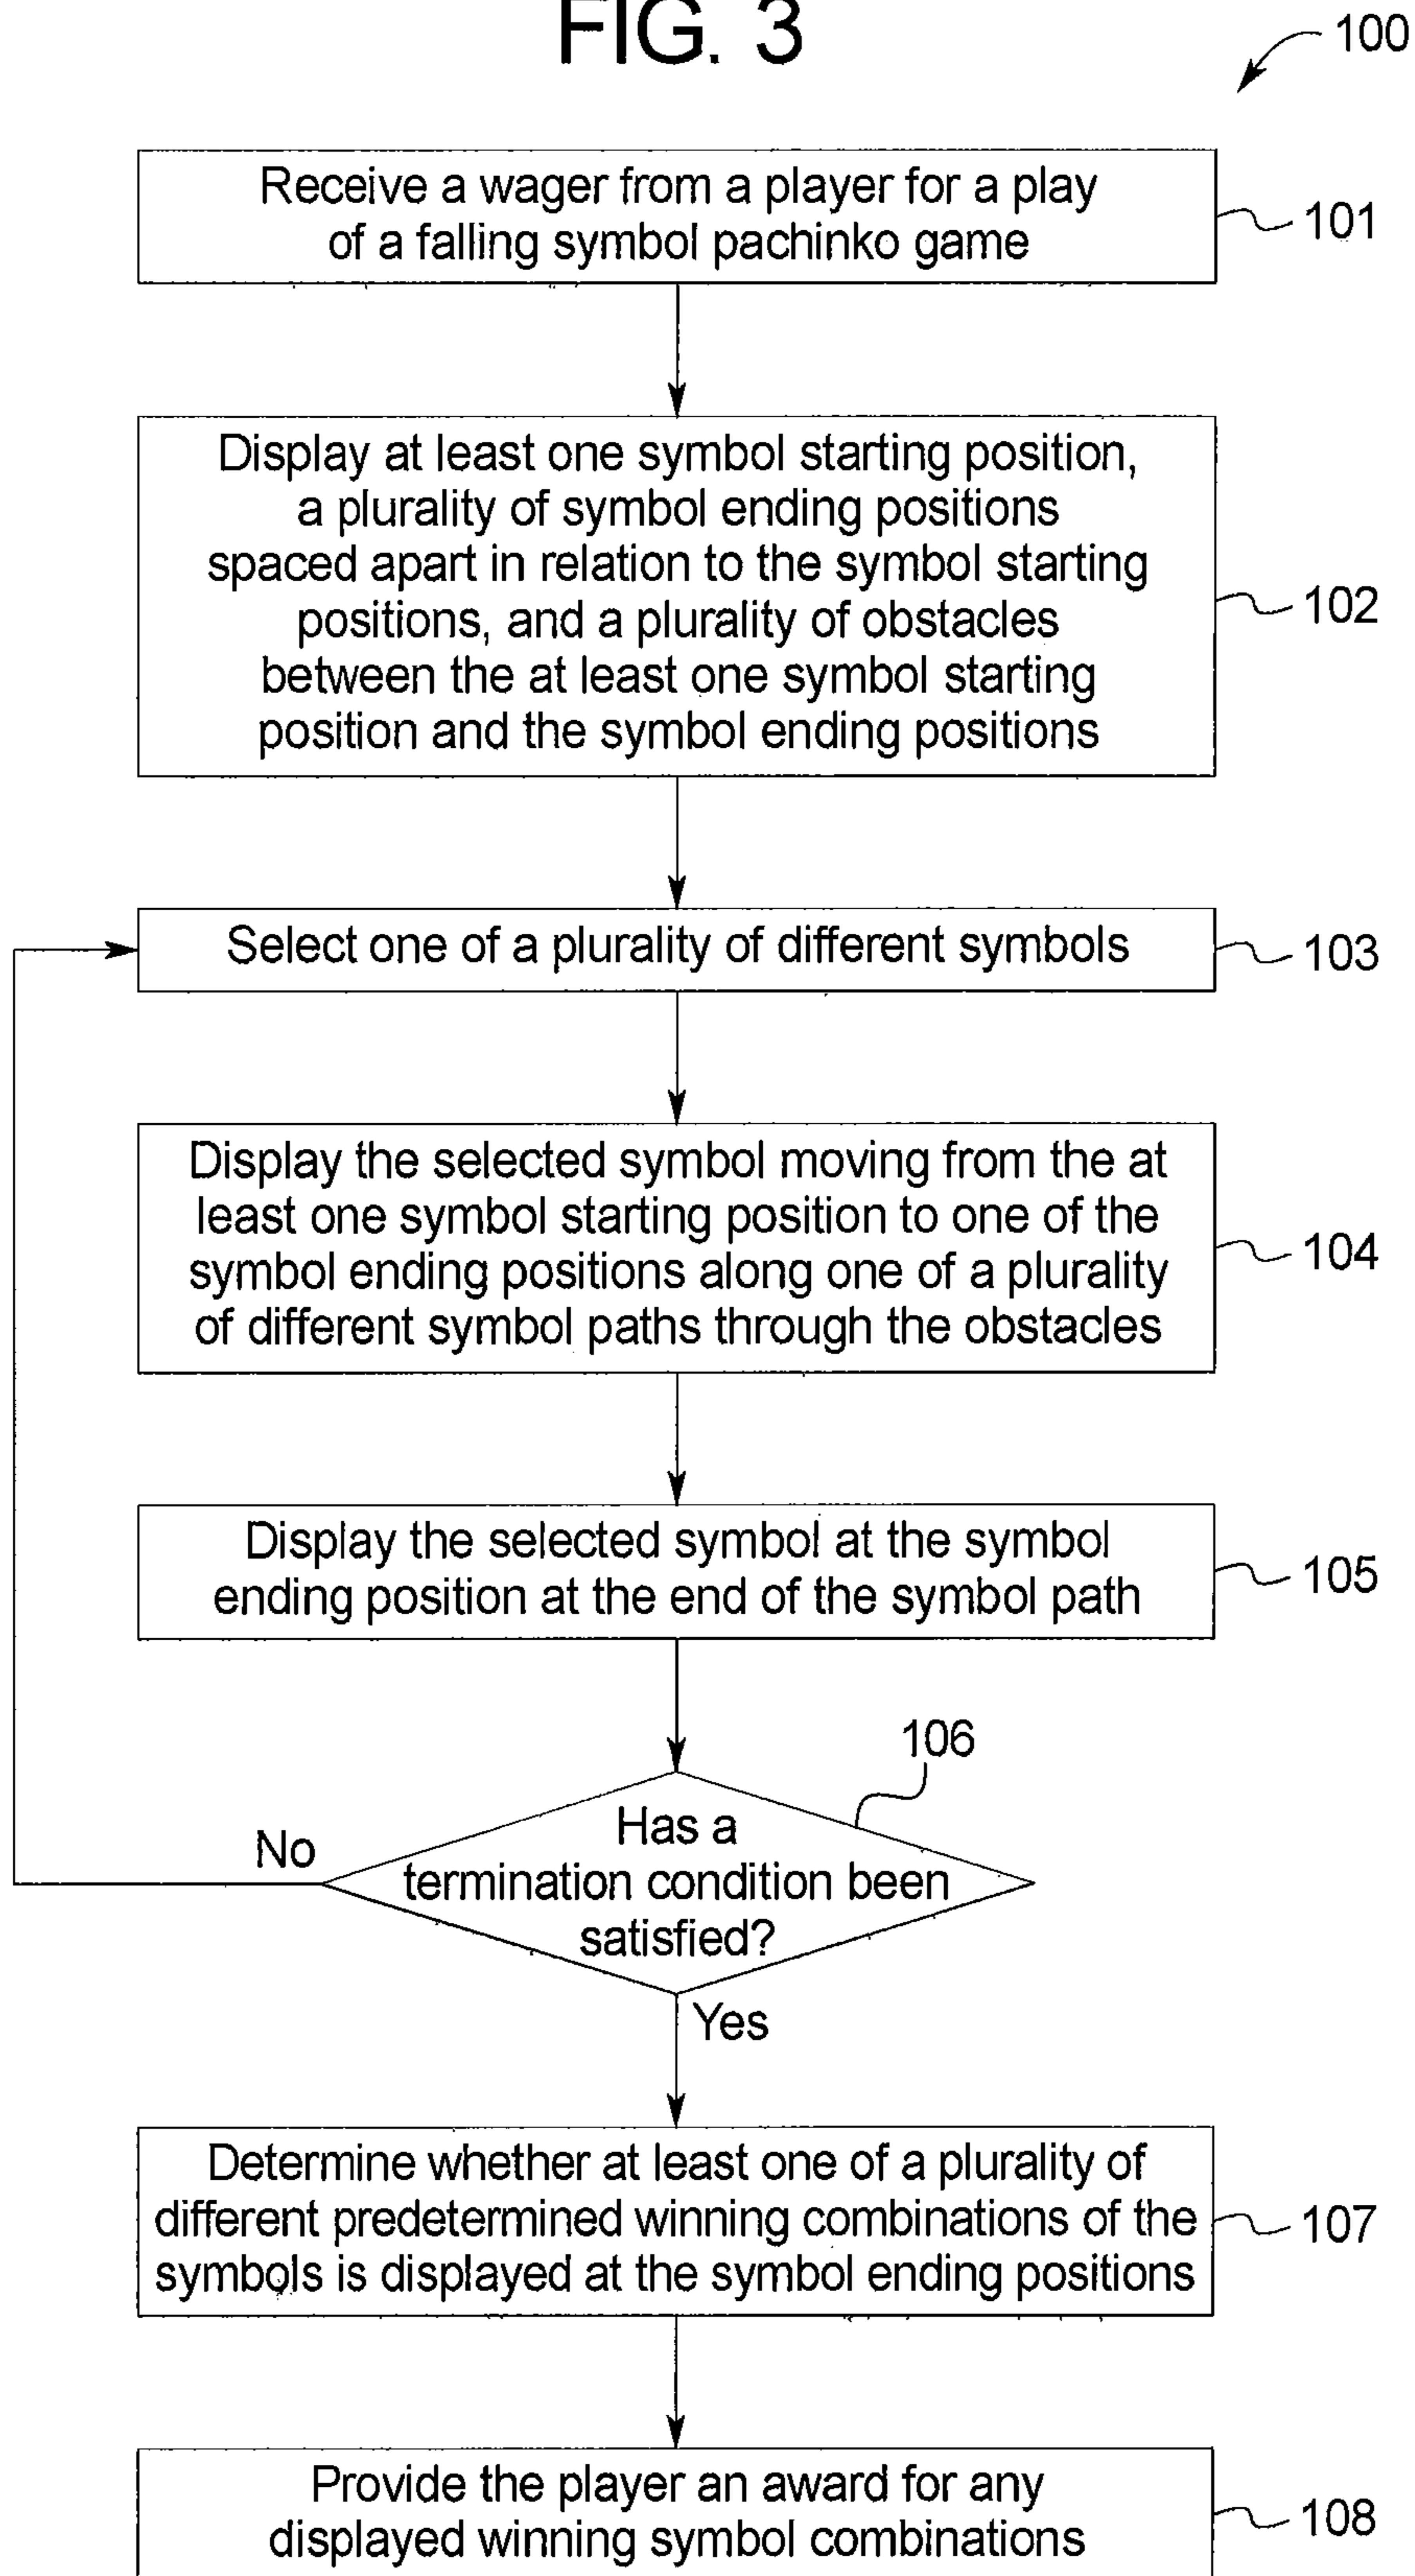 FIG. 3
100
Receive a wager from a player for a play
of a falling symbol pachinko game
101
Display at least one symbol starting position,
a plurality of symbol ending positions
spaced apart in relation to the symbol starting
positions, and a plurality of obstacles
between the at least one symbol starting
position and the symbol ending positions
102
Select one of a plurality of different symbols
103
Display the selected symbol moving from the at
least one symbol starting position to one of the
symbol ending positions along one of a plurality
of different symbol paths through the obstacles
104
Display the selected symbol at the symbol
ending position at the end of the symbol path
105
106
Has a
termination condition been
satisfied?
No
Yes
Determine whether at least one of a plurality of
different predetermined winning combinations of the
symbols is displayed at the symbol ending positions
107
Provide the player an award for any
displayed winning symbol combinations
108